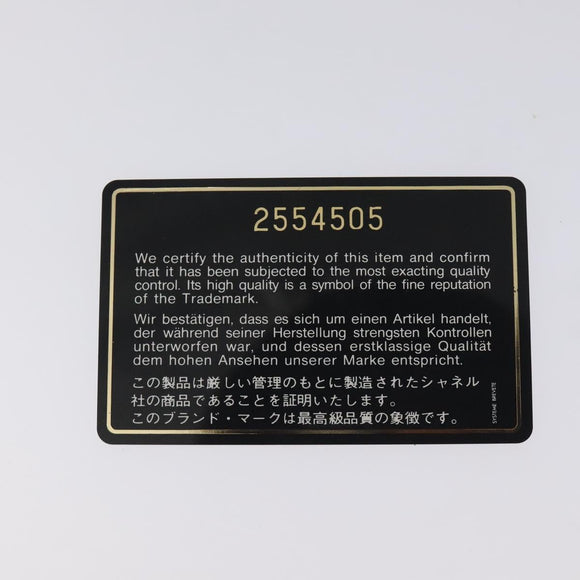 2554505
We certify the authenticity of this item and confirm
that it has been subjected to the most exacting quality
control. Its high quality is a symbol of the fine reputation
of the Trademark.
Wir bestätigen, dass es sich um einen Artikel handelt,
der während seiner Herstellung strengsten Kontrollen
unterworfen war, und dessen erstklassige Qualität
dem hohen Ansehen unserer Marke entspricht.
この製品は厳しい管理のもとに製造されたシャネル
社の商品であることを証明いたします。
このブランド・マークは最高級品質の象徴です。
SYSTEME BREVETE